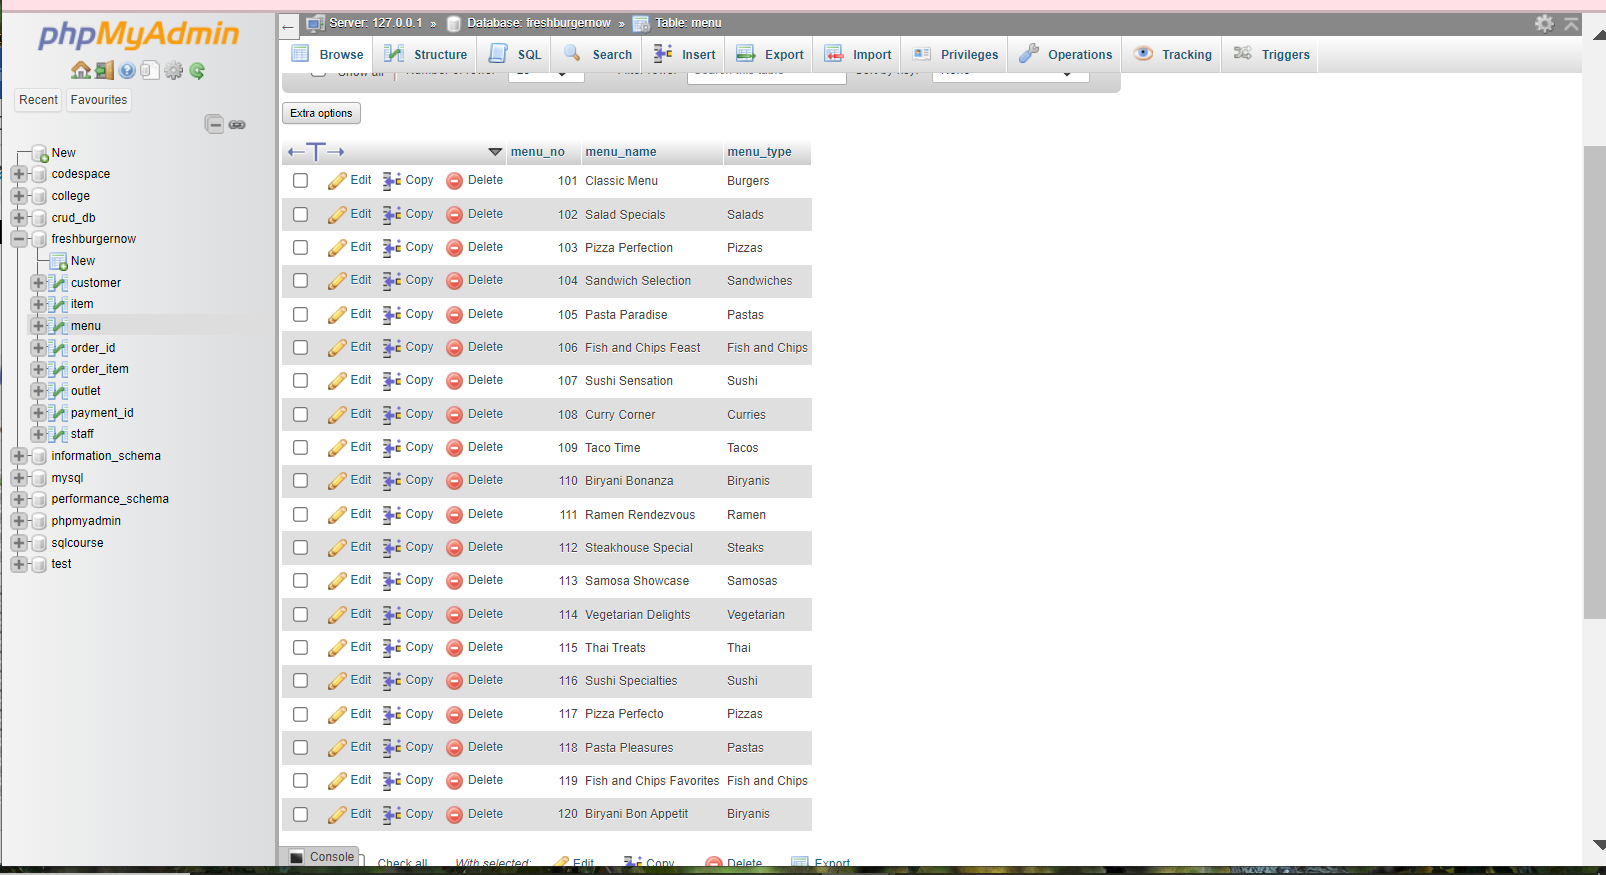 phpMyAdmin
Recent Favourites
New
codespace
college
crud_db
freshburgernow
New
customer
item
menu
order_id
order_item
outlet
payment_id
staff
information_schema
mysql
performance_schema
phpmyadmin
sqlcourse
test
Server: 127.0.0.1 » Database: freshburgernow » Table: menu
Browse Structure SQL Search Insert Export Import Privileges Operations Tracking Triggers
Extra options
menu_no menu_name menu_type
Edit Copy Delete 101 Classic Menu Burgers
Edit Copy Delete 102 Salad Specials Salads
Edit Copy Delete 103 Pizza Perfection Pizzas
Edit Copy Delete 104 Sandwich Selection Sandwiches
Edit Copy Delete 105 Pasta Paradise Pastas
Edit Copy Delete 106 Fish and Chips Feast Fish and Chips
Edit Copy Delete 107 Sushi Sensation Sushi
Edit Copy Delete 108 Curry Corner Curries
Edit Copy Delete 109 Taco Time Tacos
Edit Copy Delete 110 Biryani Bonanza Biryanis
Edit Copy Delete 111 Ramen Rendezvous Ramen
Edit Copy Delete 112 Steakhouse Special Steaks
Edit Copy Delete 113 Samosa Showcase Samosas
Edit Copy Delete 114 Vegetarian Delights Vegetarian
Edit Copy Delete 115 Thai Treats Thai
Edit Copy Delete 116 Sushi Specialties Sushi
Edit Copy Delete 117 Pizza Perfecto Pizzas
Edit Copy Delete 118 Pasta Pleasures Pastas
Edit Copy Delete 119 Fish and Chips Favorites Fish and Chips
Edit Copy Delete 120 Biryani Bon Appetit Biryanis
Console Check all With selected: Edit Copy Delete Export